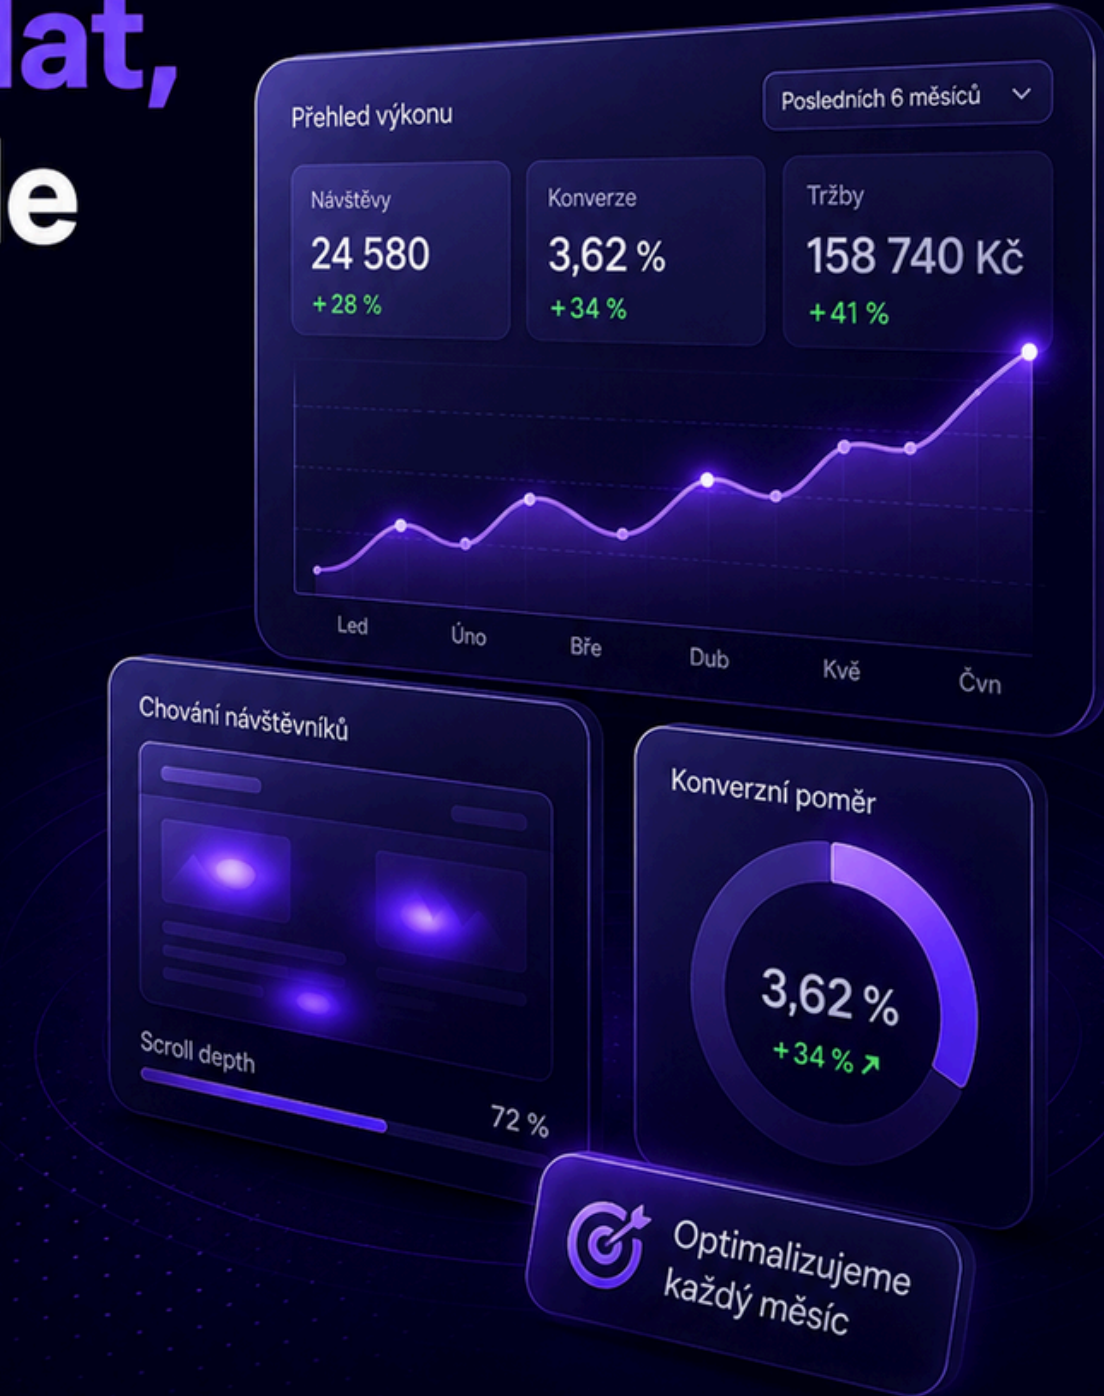 lat,
e
Přehled výkonu
Posledních 6 měsíců
Návštěvy
24 580
+28 %
Konverze
3,62 %
+34 %
Tržby
158 740 Kč
+41 %
Led Úno Bře Dub Kvě Čvn
Chování návštěvníků
Scroll depth
72 %
Konverzní poměr
3,62 %
+34 %
Optimalizujeme
každý měsíc